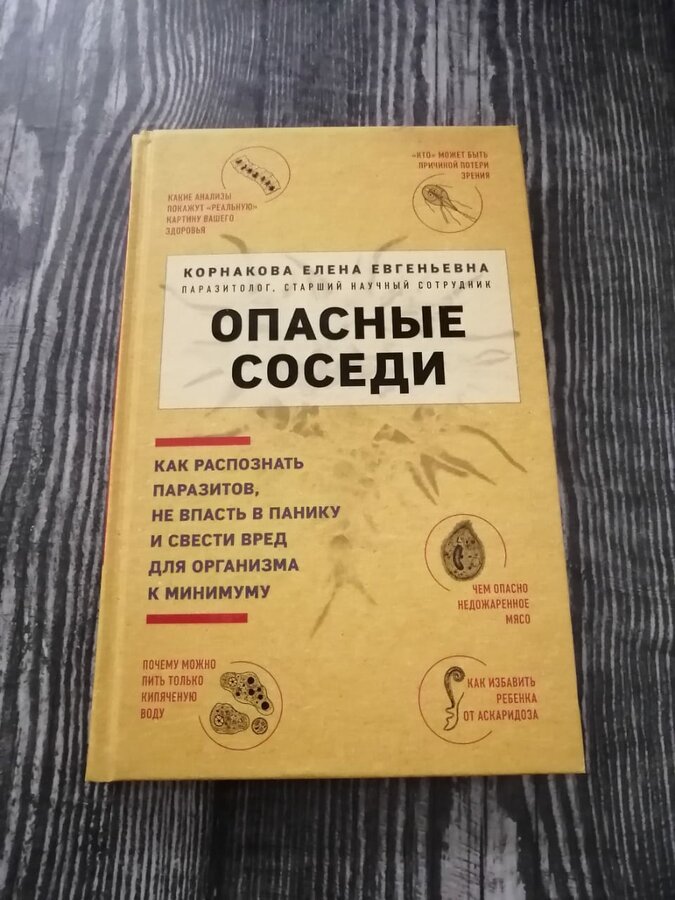 КАКИЕ АНАЛИЗЫ
ПОКАЖУТ «РЕАЛЬНУЮ»
КАРТИНУ ВАШЕГО
ЗДОРОВЬЯ
«КТО» МОЖЕТ БЫТЬ
ПРИЧИНОЙ ПОТЕРИ
ЗРЕНИЯ
КОРНАКОВА ЕЛЕНА ЕВГЕНЬЕВНА
ПАРАЗИТОЛОГ, СТАРШИЙ НАУЧНЫЙ СОТРУДНИК
ОПАСНЫЕ
СОСЕДИ
КАК РАСПОЗНАТЬ
ПАРАЗИТОВ,
НЕ ВПАСТЬ В ПАНИКУ
И СВЕСТИ ВРЕД
ДЛЯ ОРГАНИЗМА
К МИНИМУМУ
ЧЕМ ОПАСНО
НЕДОЖАРЕННОЕ
МЯСО
ПОЧЕМУ МОЖНО
ПИТЬ ТОЛЬКО
КИПЯЧЕНУЮ
ВОДУ
КАК ИЗБАВИТЬ
РЕБЕНКА
ОТ АСКАРИДОЗА